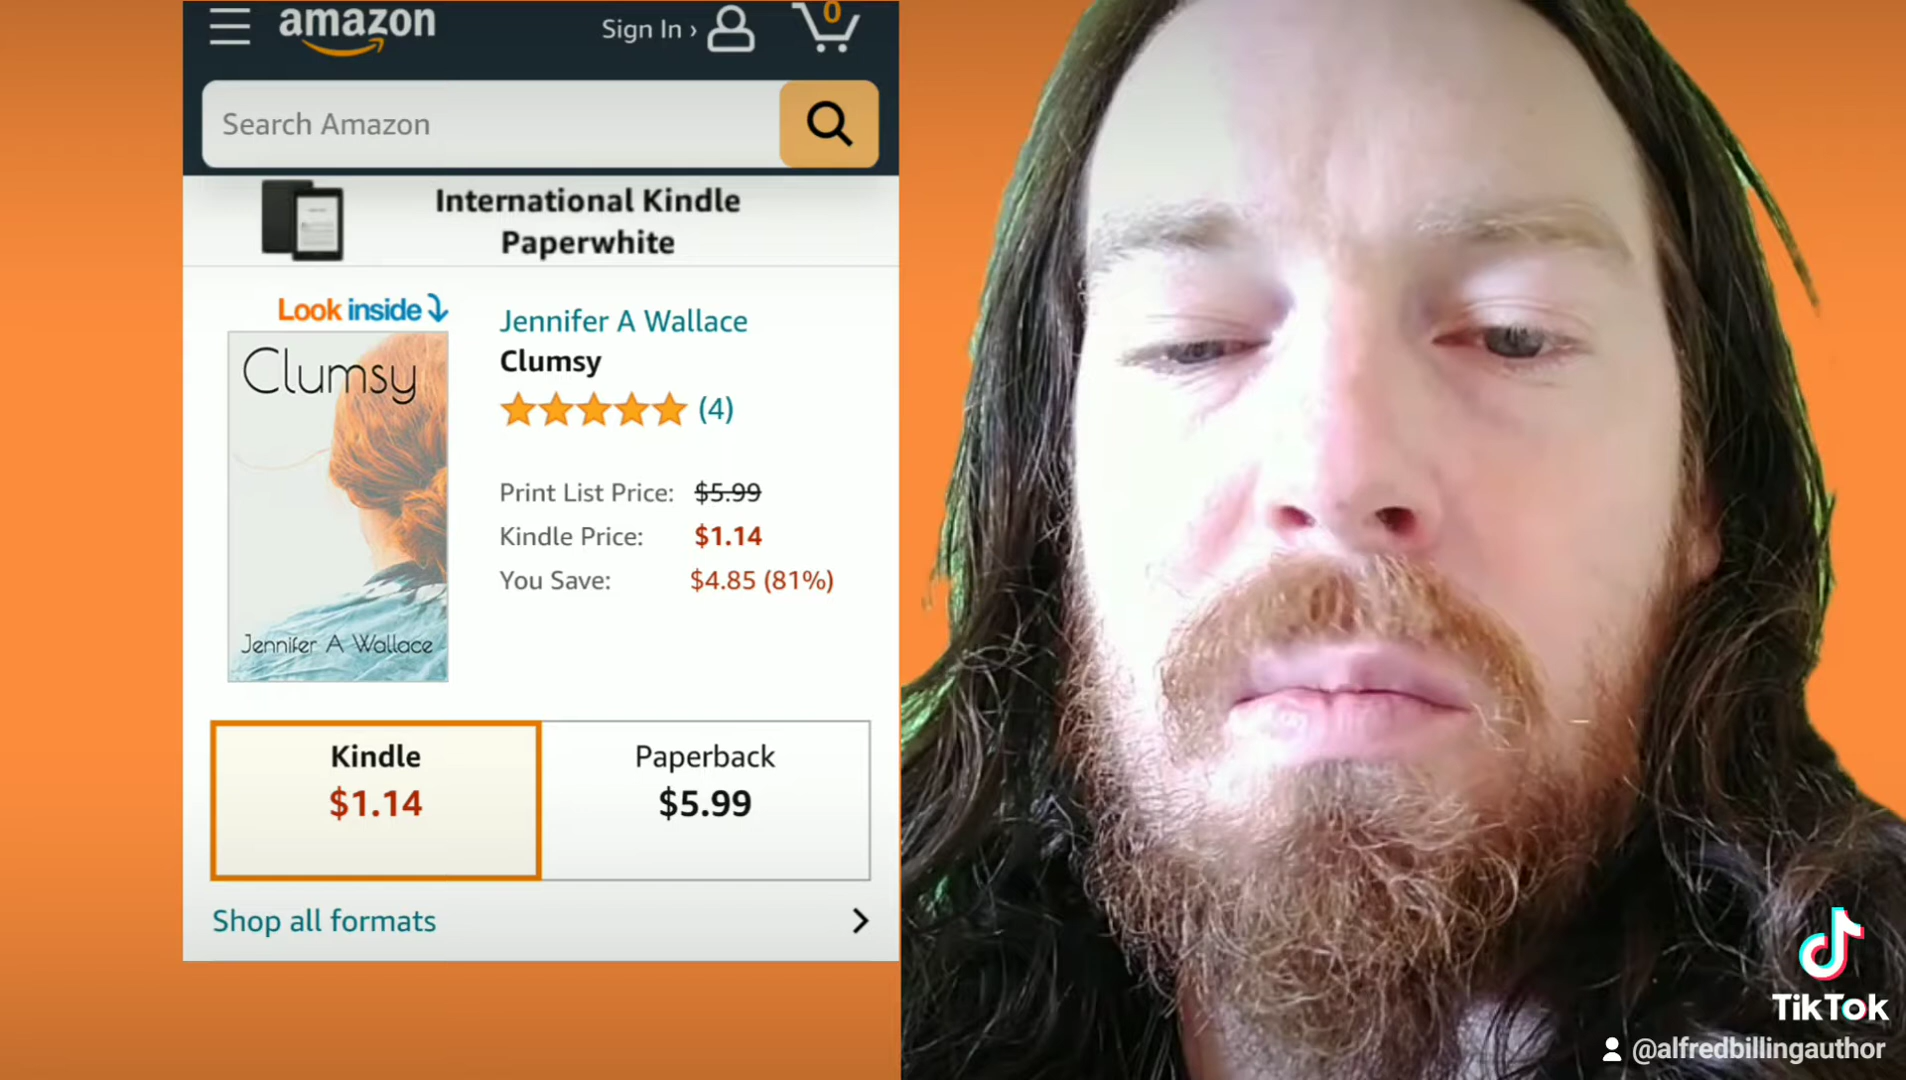 amazon
Sign In ›
0
Search Amazon
International Kindle
Paperwhite
Look inside
Clumsy
Jennifer A Wallace
Jennifer A Wallace
Clumsy
(4)
Print List Price: $5.99
Kindle Price: $1.14
You Save: $4.85 (81%)
Kindle
$1.14
Paperback
$5.99
Shop all formats
TikTok
@alfredbillingauthor